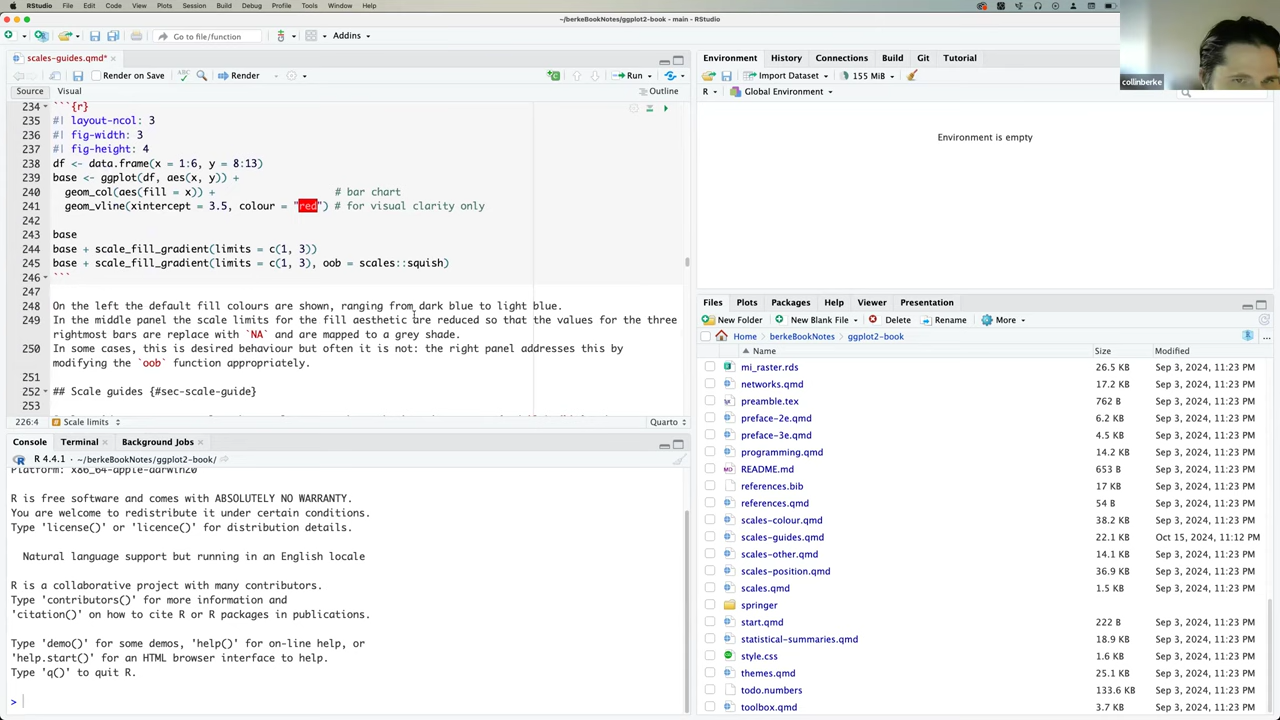 RStudio File Edit Code View Plots Session Build Debug Profile Tools Window Help
~/berkeBookNotes/ggplot2-book - main - RStudio
Go to file/function Addins
scales-guides.qmd*
Render on Save Render Run
Source Visual Outline
234 ```{r}
235 #| layout-ncol: 3
236 #| fig-width: 3
237 #| fig-height: 4
238 df <- data.frame(x = 1:6, y = 8:13)
239 base <- ggplot(df, aes(x, y)) +
240 geom_col(aes(fill = x)) + # bar chart
241 geom_vline(xintercept = 3.5, colour = "red") # for visual clarity only
242
243 base
244 base + scale_fill_gradient(limits = c(1, 3))
245 base + scale_fill_gradient(limits = c(1, 3), oob = scales::squish)
246 ```
247
248 On the left the default fill colours are shown, ranging from dark blue to light blue.
249 In the middle panel the scale limits for the fill aesthetic are reduced so that the values for the three
rightmost bars are replace with `NA` and are mapped to a grey shade.
250 In some cases this is desired behaviour but often it is not: the right panel addresses this by
modifying the `oob` function appropriately.
251
252 ## Scale guides {#sec-scale-guide}
253
226:4 Scale limits Quarto
Console Terminal Background Jobs
R 4.4.1 · ~/berkeBookNotes/ggplot2-book/
Platform: x86_64-apple-darwin20
R is free software and comes with ABSOLUTELY NO WARRANTY.
You are welcome to redistribute it under certain conditions.
Type 'license()' or 'licence()' for distribution details.
Natural language support but running in an English locale
R is a collaborative project with many contributors.
Type 'contributors()' for more information and
'citation()' on how to cite R or R packages in publications.
Type 'demo()' for some demos, 'help()' for on-line help, or
'help.start()' for an HTML browser interface to help.
Type 'q()' to quit R.
>
Environment History Connections Build Git Tutorial
Import Dataset 155 MiB
R Global Environment
Environment is empty
collinberke
Files Plots Packages Help Viewer Presentation
New Folder New Blank File Delete Rename More
Home berkeBookNotes ggplot2-book
Name Size Modified
mi_raster.rds 26.5 KB Sep 3, 2024, 11:23 PM
networks.qmd 17.2 KB Sep 3, 2024, 11:23 PM
preamble.tex 762 B Sep 3, 2024, 11:23 PM
preface-2e.qmd 6.2 KB Sep 3, 2024, 11:23 PM
preface-3e.qmd 45 KB Sep 3, 2024, 11:23 PM
programming.qmd 14.2 KB Sep 3, 2024, 11:23 PM
README.md 653 B Sep 3, 2024, 11:23 PM
references.bib 17 KB Sep 3, 2024, 11:23 PM
references.qmd 54 B Sep 3, 2024, 11:23 PM
scales-colour.qmd 38.2 KB Sep 3, 2024, 11:23 PM
scales-guides.qmd 22.1 KB Oct 15, 2024, 11:12 PM
scales-other.qmd 14.1 KB Sep 3, 2024, 11:23 PM
scales-position.qmd 36.9 KB Sep 3, 2024, 11:23 PM
scales.qmd 1.5 KB Sep 3, 2024, 11:23 PM
springer
start.qmd 222 B Sep 3, 2024, 11:23 PM
statistical-summaries.qmd 18.9 KB Sep 3, 2024, 11:23 PM
style.css 1.6 KB Sep 3, 2024, 11:23 PM
themes.qmd 25.1 KB Sep 3, 2024, 11:23 PM
todo.numbers 133.6 KB Sep 3, 2024, 11:23 PM
toolbox.qmd 3.7 KB Sep 3, 2024, 11:23 PM